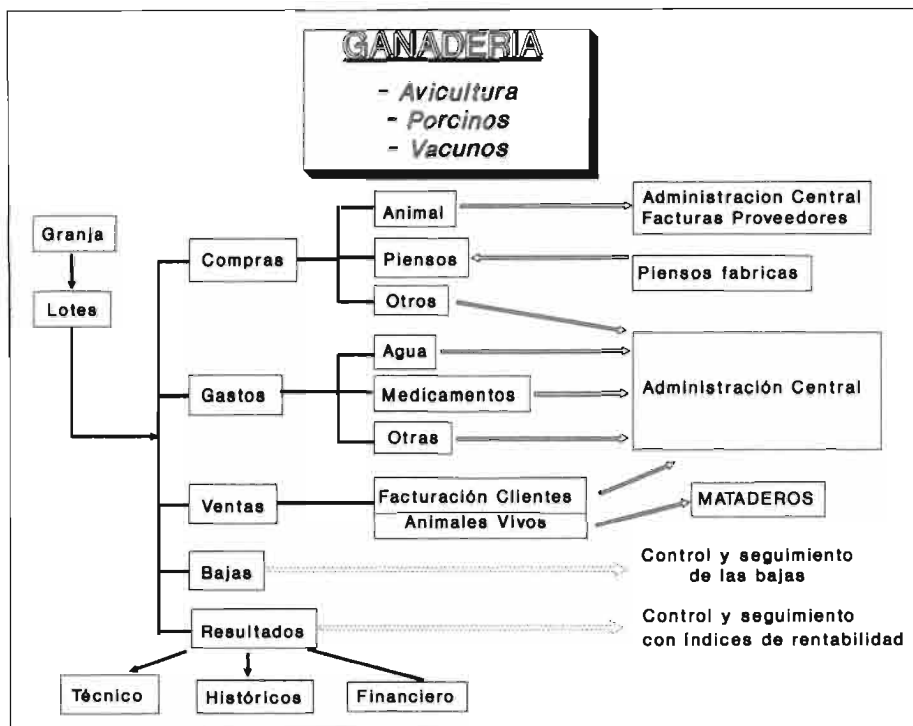 GANADERIA
- Avicultura
- Porcinos
- Vacunos
Granja
Lotes
Compras
Animal
Piensos
Otros
Administracion Central
Facturas Proveedores
Piensos fabricas
Gastos
Agua
Medicamentos
Otras
Administración Central
Ventas
Facturación Clientes
Animales Vivos
MATADEROS
Bajas
Control y seguimiento
de las bajas
Resultados
Control y seguimiento
con índices de rentabilidad
Técnico
Históricos
Financiero